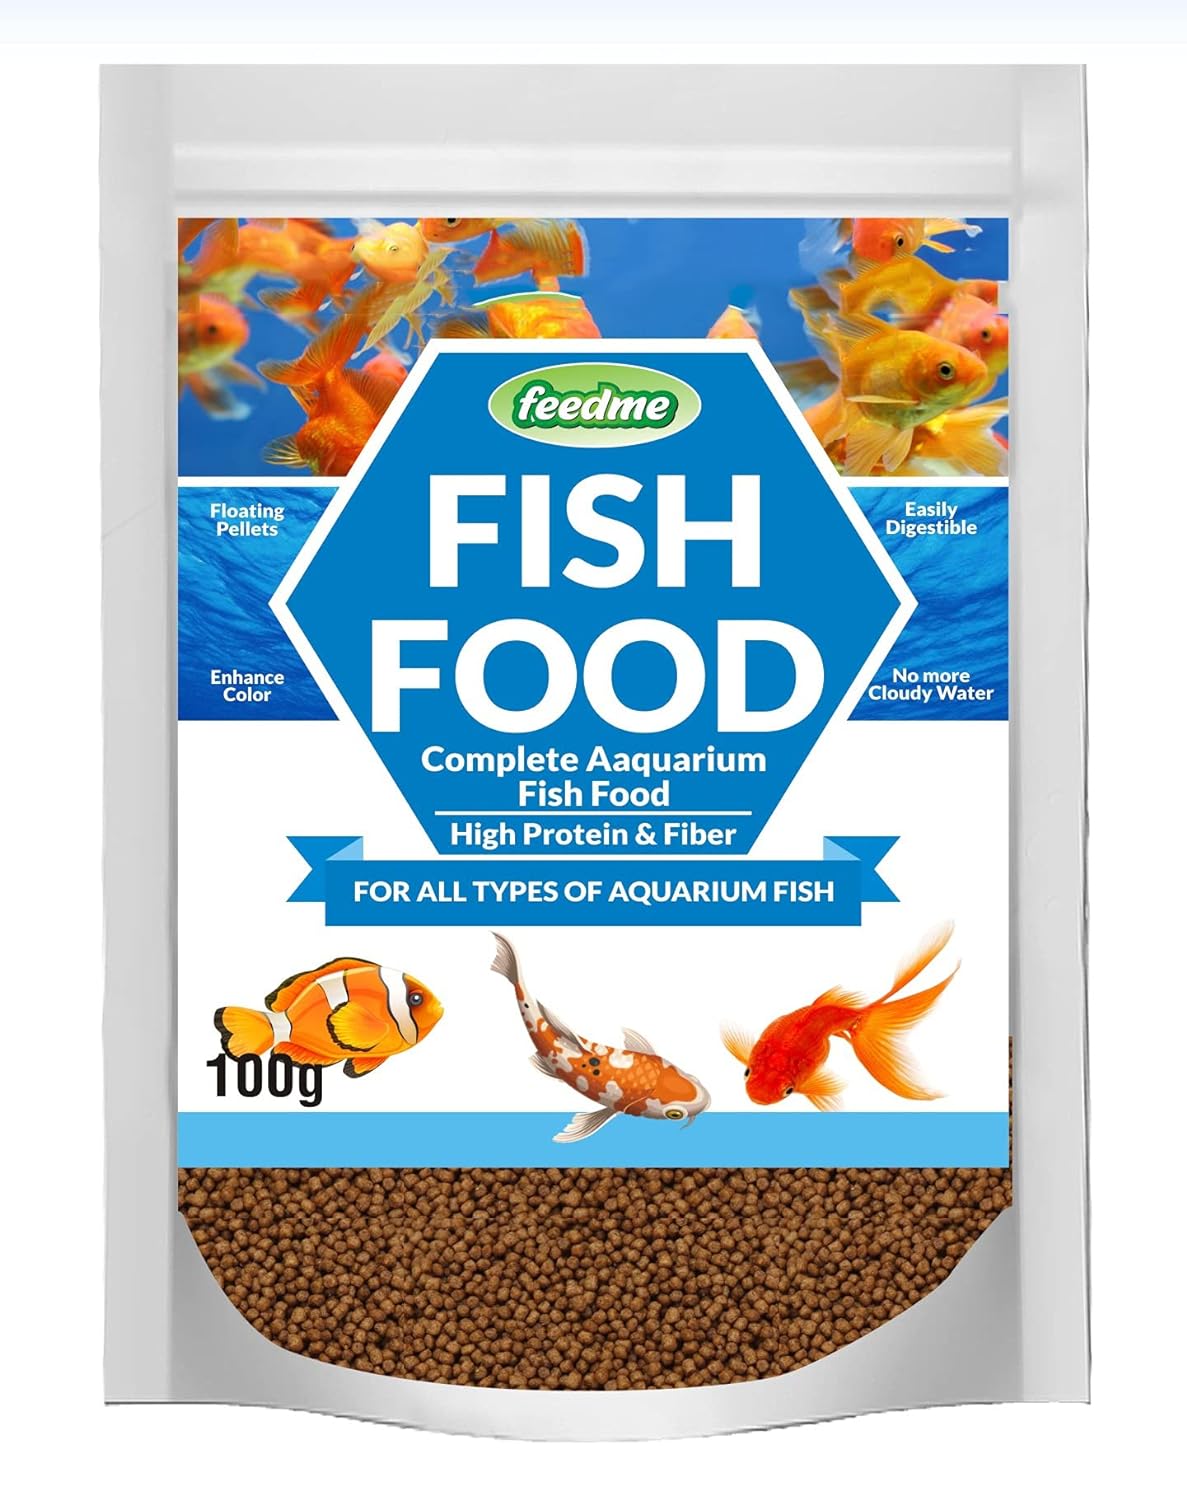 feedme
FISH
FOOD
Floating
Pellets
Easily
Digestible
Enhance
Color
No more
Cloudy Water
Complete Aaquarium
Fish Food
High Protein & Fiber
FOR ALL TYPES OF AQUARIUM FISH
100g